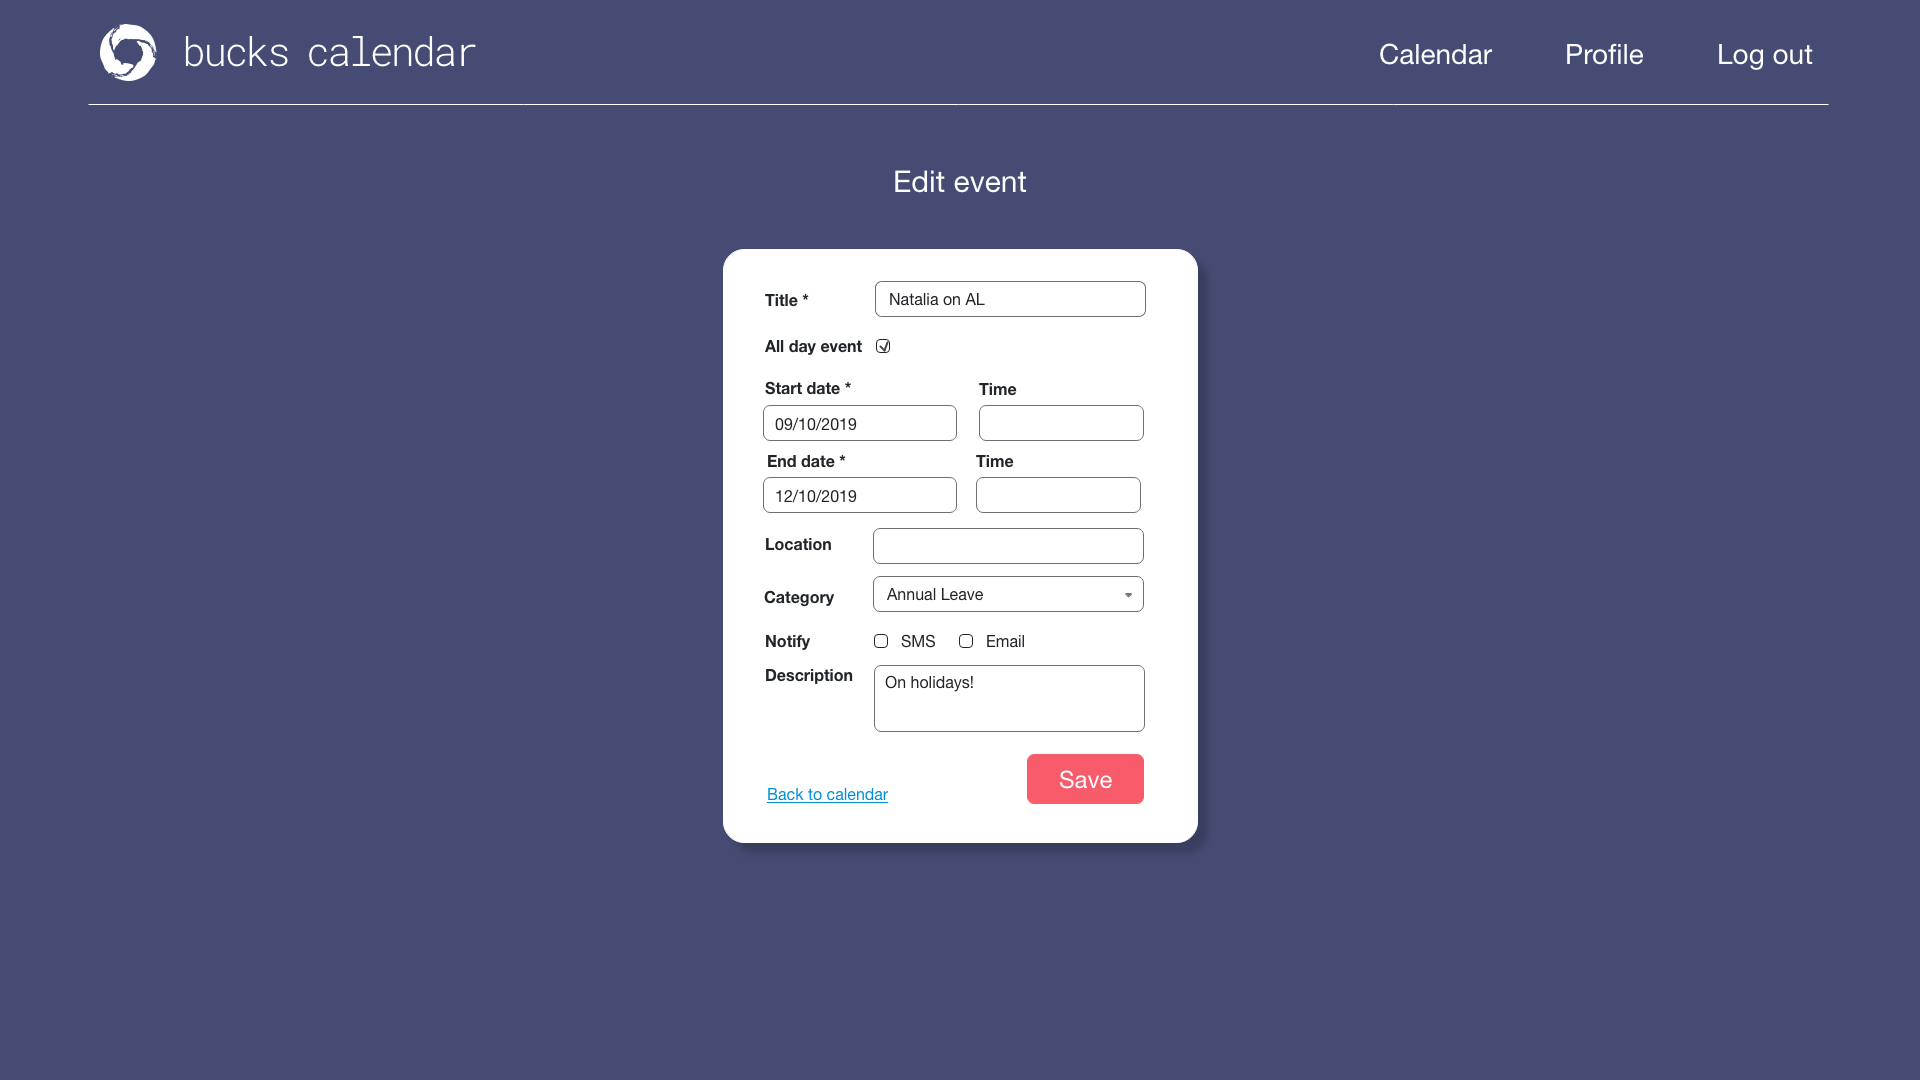 bucks calendar
Calendar Profile Log out
Edit event
Title * Natalia on AL
All day event
Start date * Time
09/10/2019
End date * Time
12/10/2019
Location
Category Annual Leave
Notify SMS Email
Description On holidays!
Save
Back to calendar